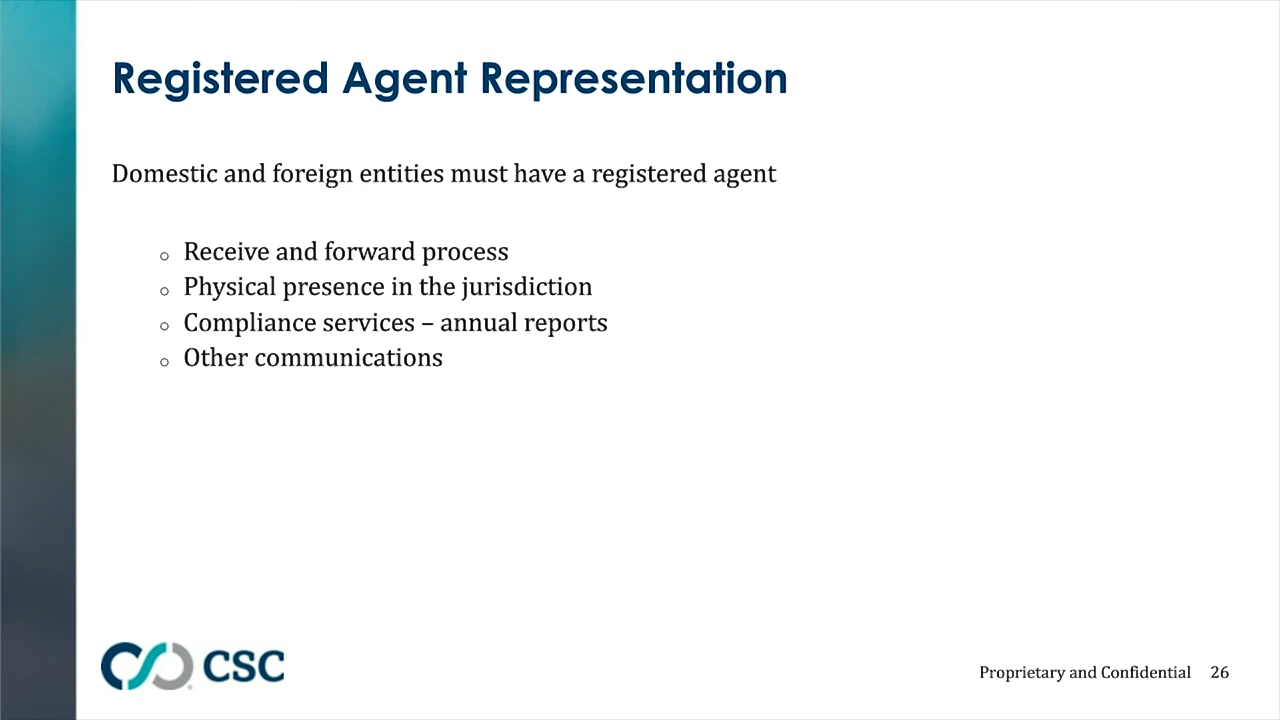 Registered Agent Representation
Domestic and foreign entities must have a registered agent
○ Receive and forward process
○ Physical presence in the jurisdiction
○ Compliance services – annual reports
○ Other communications
CSC
Proprietary and Confidential 26